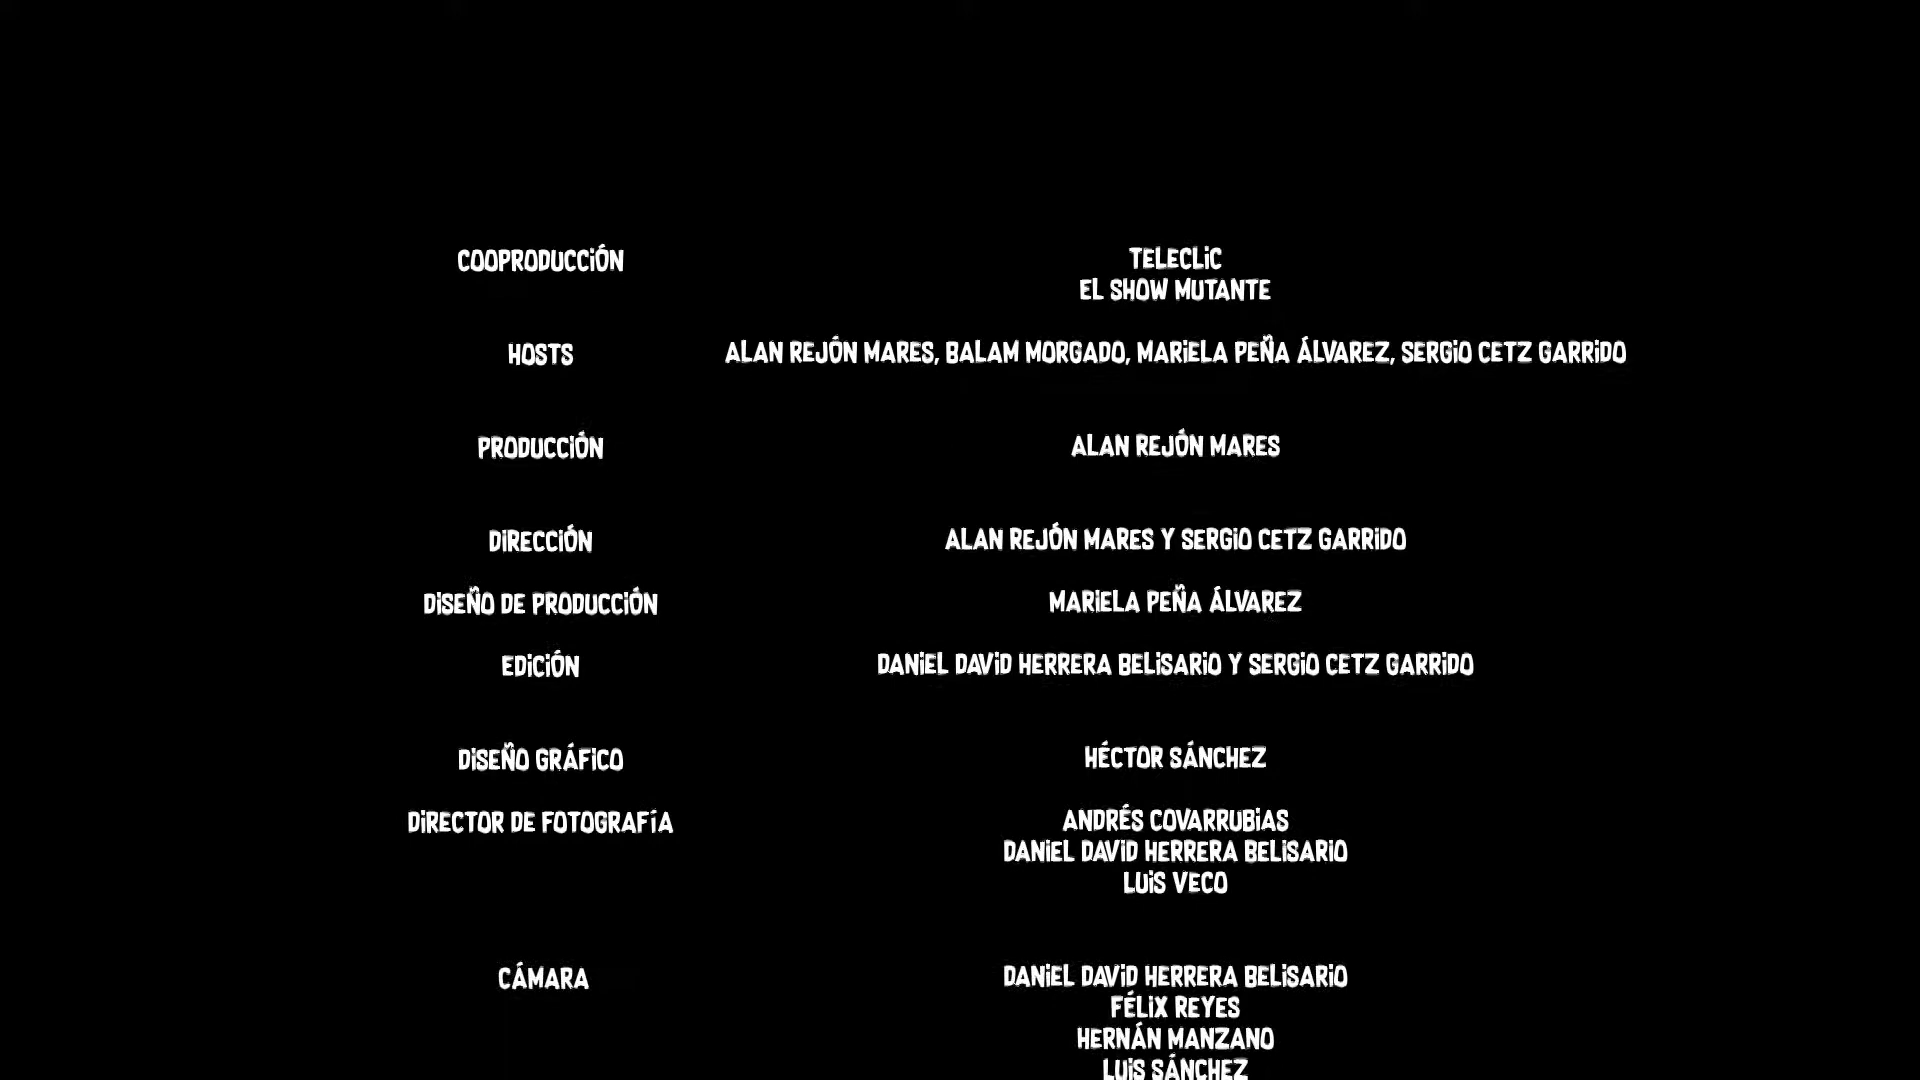 COOPRODUCCIÓN TELECLIC
EL SHOW MUTANTE
HOSTS ALAN REJÓN MARES, BALAM MORGADO, MARIELA PEÑA ÁLVAREZ, SERGIO CETZ GARRIDO
PRODUCCIÓN ALAN REJÓN MARES
DIRECCIÓN ALAN REJÓN MARES Y SERGIO CETZ GARRIDO
DISEÑO DE PRODUCCIÓN MARIELA PEÑA ÁLVAREZ
EDICIÓN DANIEL DAVID HERRERA BELISARIO Y SERGIO CETZ GARRIDO
DISEÑO GRÁFICO HÉCTOR SÁNCHEZ
DIRECTOR DE FOTOGRAFÍA ANDRÉS COVARRUBIAS
DANIEL DAVID HERRERA BELISARIO
LUIS VECO
CÁMARA DANIEL DAVID HERRERA BELISARIO
FÉLIX REYES
HERNÁN MANZANO
LUIS SÁNCHEZ